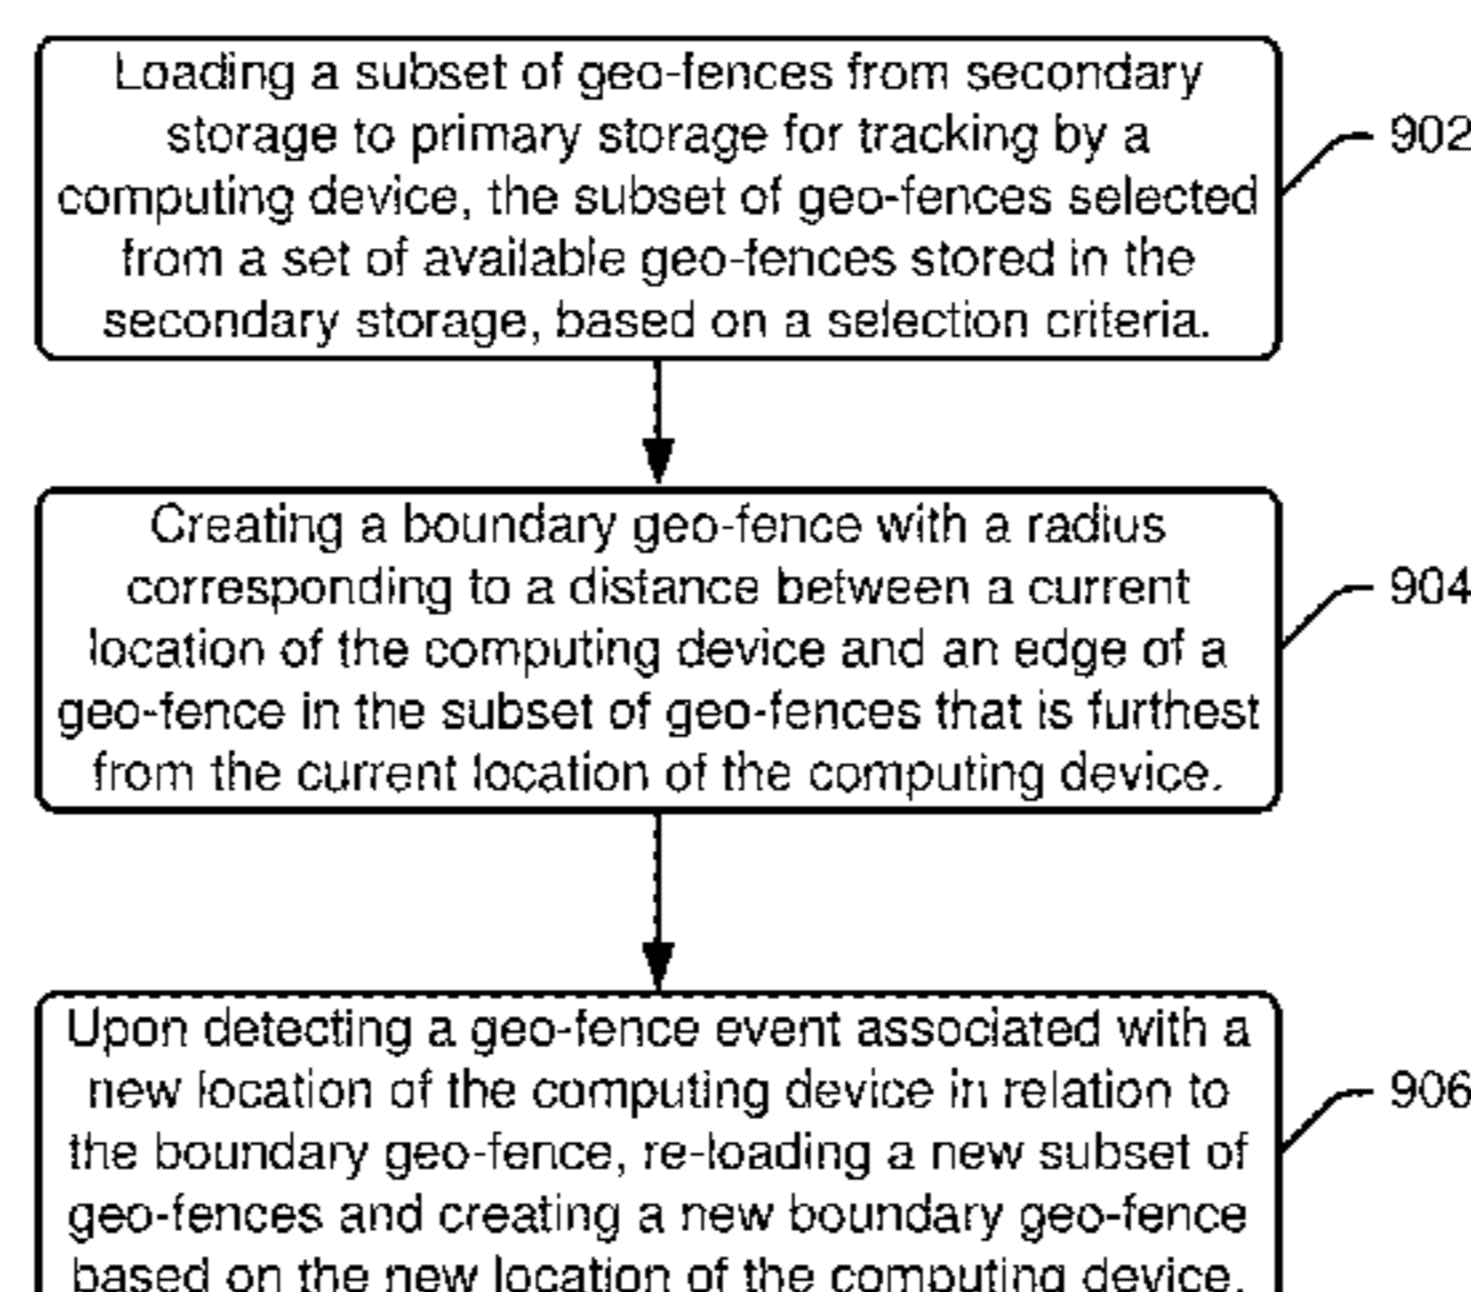 Loading a subset of geo-fences from secondary
storage to primary storage for tracking by a
computing device, the subset of geo-fences selected
from a set of available geo-fences stored in the
secondary storage, based on a selection criteria.
902
Creating a boundary geo-fence with a radius
corresponding to a distance between a current
location of the computing device and an edge of a
geo-fence in the subset of geo-fences that is furthest
from the current location of the computing device.
904
Upon detecting a geo-fence event associated with a
new location of the computing device in relation to
the boundary geo-fence, re-loading a new subset of
geo-fences and creating a new boundary geo-fence
based on the new location of the computing device.
906